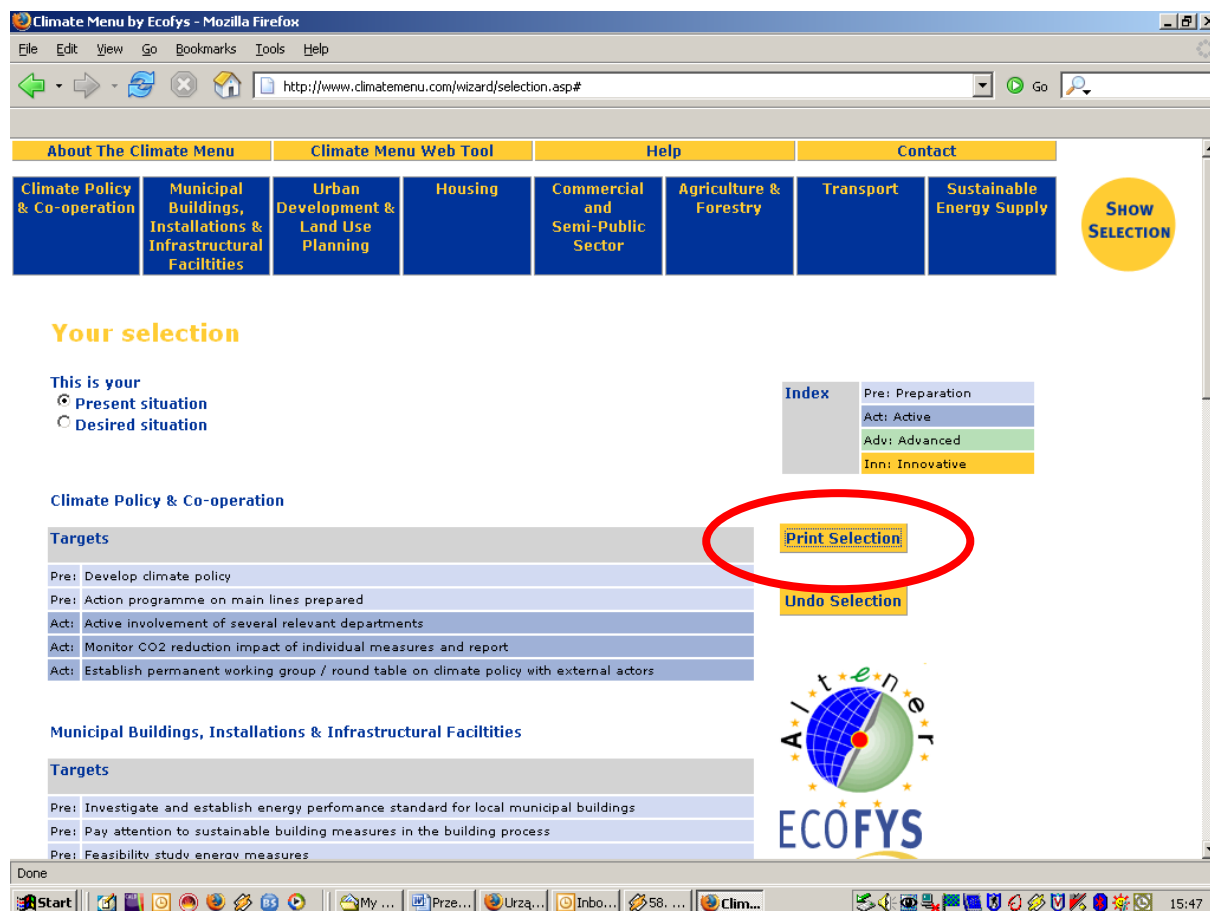 Climate Menu by Ecofys - Mozilla Firefox
File Edit View Go Bookmarks Tools Help
http://www.climatemenu.com/wizard/selection.asp# Go
About The Climate Menu Climate Menu Web Tool Help Contact
Climate Policy & Co-operation
Municipal Buildings, Installations & Infrastructural Faciltities
Urban Development & Land Use Planning
Housing
Commercial and Semi-Public Sector
Agriculture & Forestry
Transport
Sustainable Energy Supply
SHOW
SELECTION
Your selection
This is your
Present situation
Desired situation
Index Pre: Preparation
Act: Active
Adv: Advanced
Inn: Innovative
Climate Policy & Co-operation
Targets
Print Selection
Pre: Develop climate policy
Pre: Action programme on main lines prepared
Undo Selection
Act: Active involvement of several relevant departments
Act: Monitor CO2 reduction impact of individual measures and report
Act: Establish permanent working group / round table on climate policy with external actors
Altener
Municipal Buildings, Installations & Infrastructural Faciltities
Targets
Pre: Investigate and establish energy perfomance standard for local municipal buildings
Pre: Pay attention to sustainable building measures in the building process
ECOFYS
Pre: Feasibility study energy measures
Done
Start My ... Prze... Urzą... Inbo... 58. ... Clim... 15:47